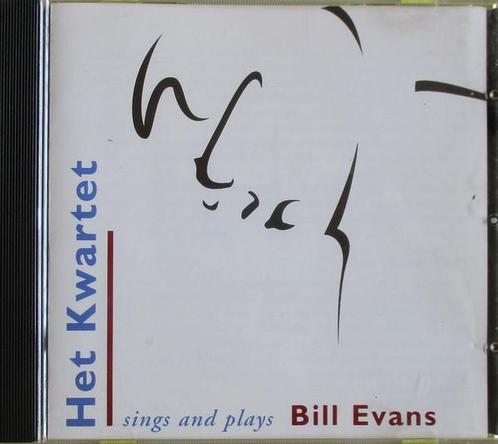 Het Kwartet
sings and plays Bill Evans